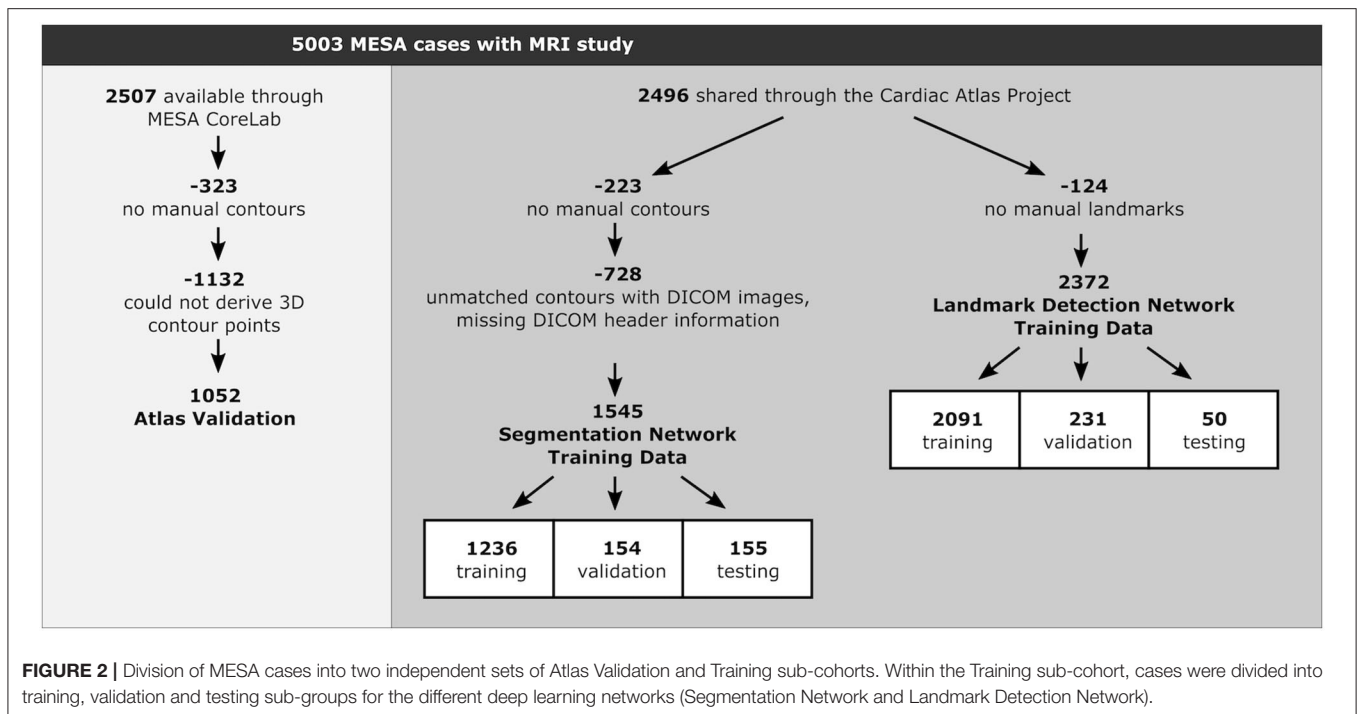 5003 MESA cases with MRI study
2507 available through
MESA CoreLab
-323
no manual contours
-1132
could not derive 3D
contour points
1052
Atlas Validation
2496 shared through the Cardiac Atlas Project
-223
no manual contours
-728
unmatched contours with DICOM images,
missing DICOM header information
1545
Segmentation Network
Training Data
1236
training
154
validation
155
testing
-124
no manual landmarks
2372
Landmark Detection Network
Training Data
2091
training
231
validation
50
testing
FIGURE 2 | Division of MESA cases into two independent sets of Atlas Validation and Training sub-cohorts. Within the Training sub-cohort, cases were divided into
training, validation and testing sub-groups for the different deep learning networks (Segmentation Network and Landmark Detection Network).